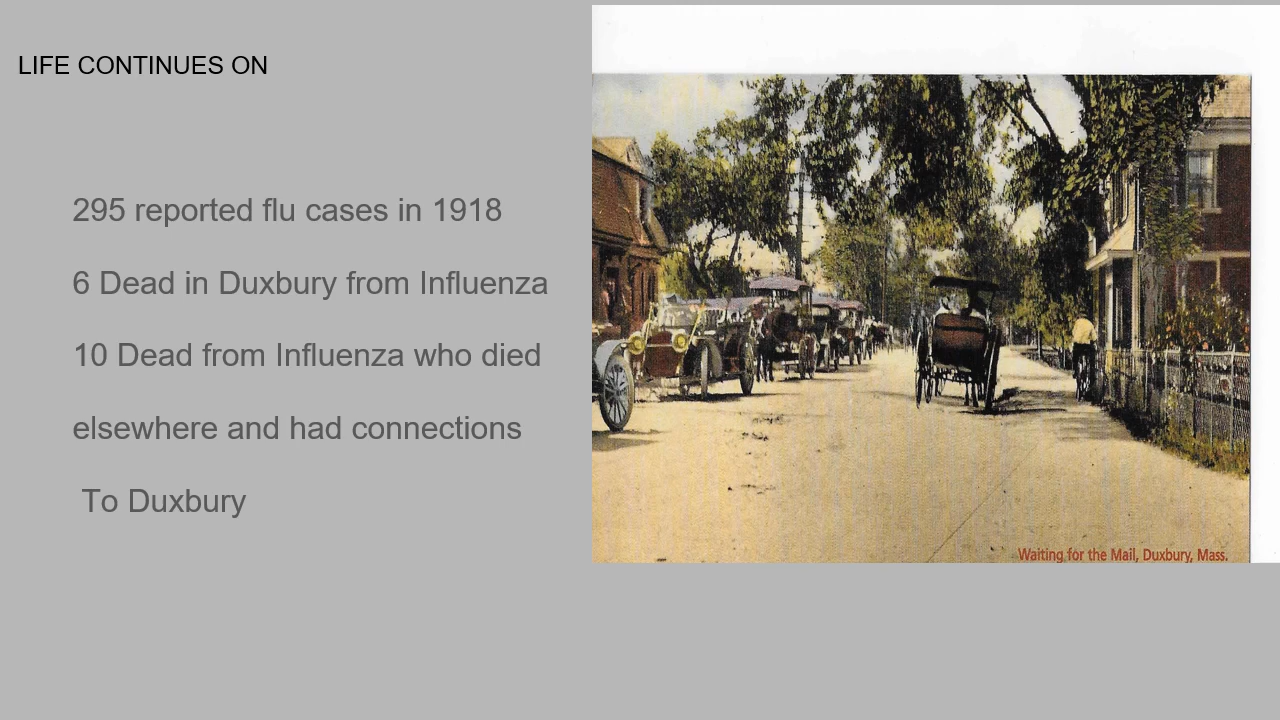 LIFE CONTINUES ON
295 reported flu cases in 1918
6 Dead in Duxbury from Influenza
10 Dead from Influenza who died
elsewhere and had connections
To Duxbury
Waiting for the Mail, Duxbury, Mass.